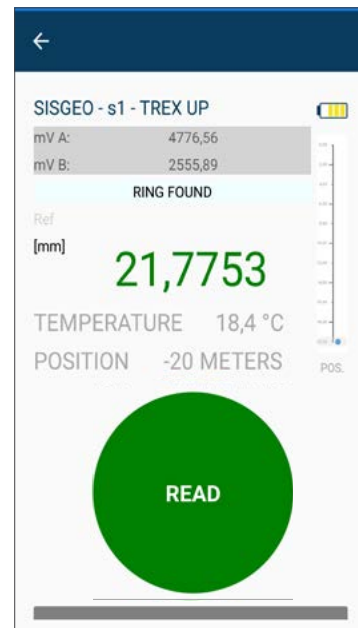 SISGEO - s1 - TREX UP
mV A: 4776,56
mV B: 2555,89
RING FOUND
Ref
[mm]
21,7753
TEMPERATURE 18,4 °C
POSITION -20 METERS
POS.
READ